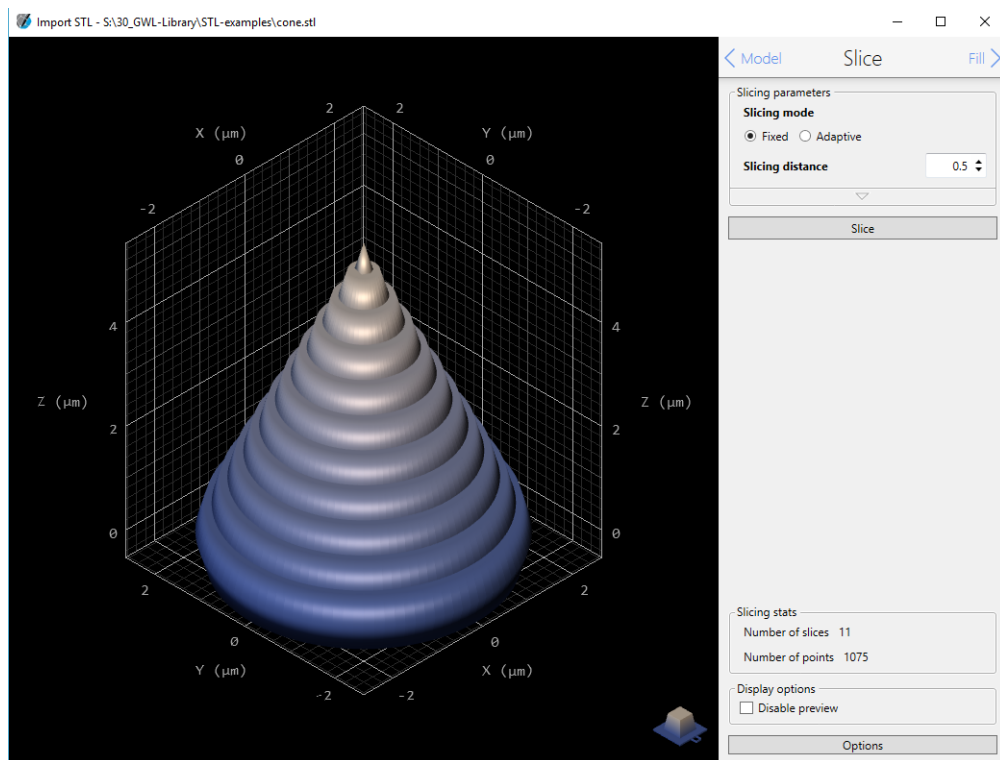 Import STL - S:\30_GWL-Library\STL-examples\cone.stl
Model
Slice
Fill
Slicing parameters
Slicing mode
Fixed
Adaptive
Slicing distance
0.5
Slice
2
2
X (µm)
Y (µm)
0
0
-2
-2
4
4
Z (µm)
Z (µm)
2
2
0
0
2
2
0
0
Y (µm)
X (µm)
-2
-2
Slicing stats
Number of slices 11
Number of points 1075
Display options
Disable preview
Options